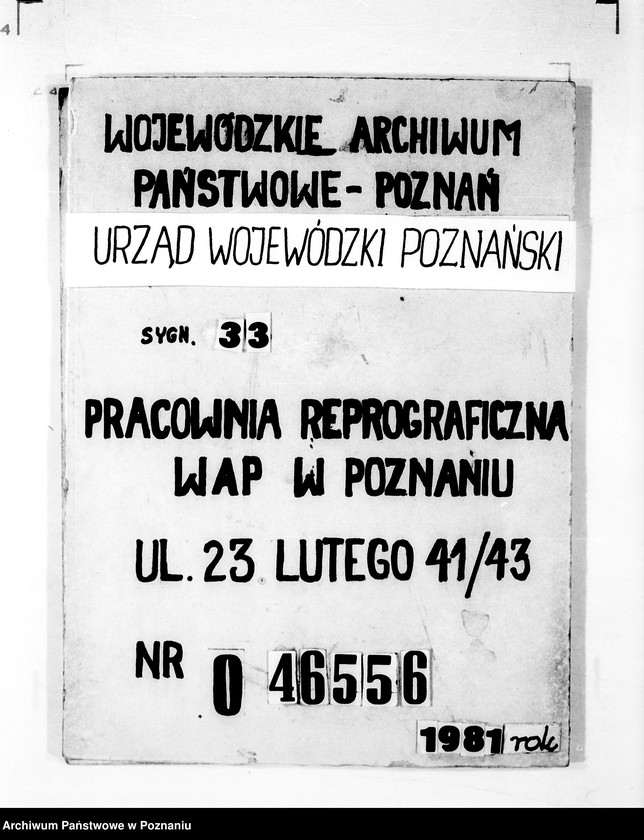 4
WOJEWÓDZKIE ARCHIWUM
PAŃSTWOWE - POZNAŃ
URZĄD WOJEWÓDZKI POZNAŃSKI
SYGN. 33
PRACOWNIA REPROGRAFICZNA
WAP W POZNANIU
UL. 23 LUTEGO 41/43
NR 0 46556
1981 rok
Archiwum Państwowe w Poznaniu